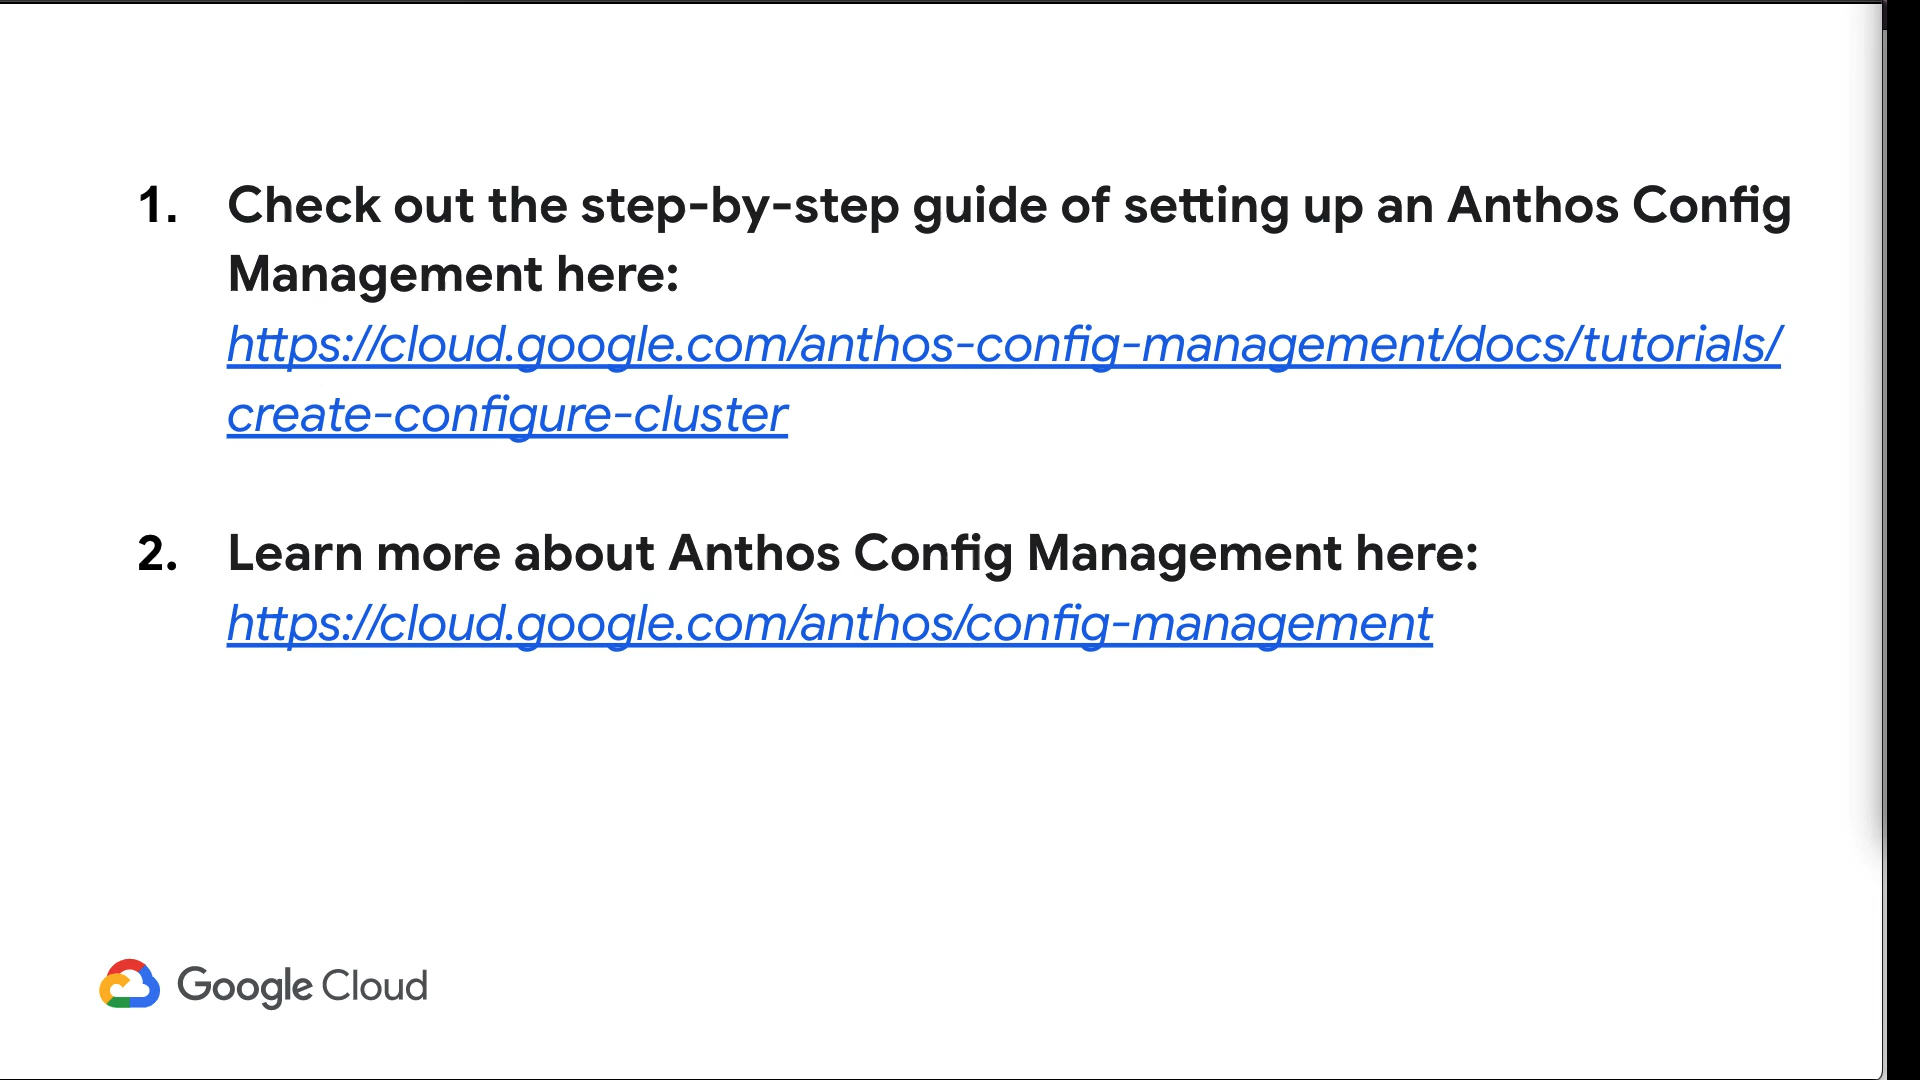 1. Check out the step-by-step guide of setting up an Anthos Config
Management here:
https://cloud.google.com/anthos-config-management/docs/tutorials/
create-configure-cluster
2. Learn more about Anthos Config Management here:
https://cloud.google.com/anthos/config-management
Google Cloud